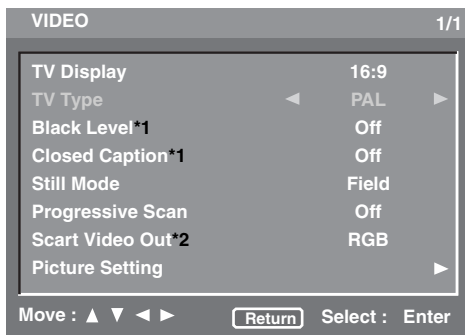 VIDEO 1/1
TV Display 16:9
TV Type ◄ PAL ►
Black Level*1 Off
Closed Caption*1 Off
Still Mode Field
Progressive Scan Off
Scart Video Out*2 RGB
Picture Setting ►
Move : ▲ ▼ ◄ ► Return Select : Enter